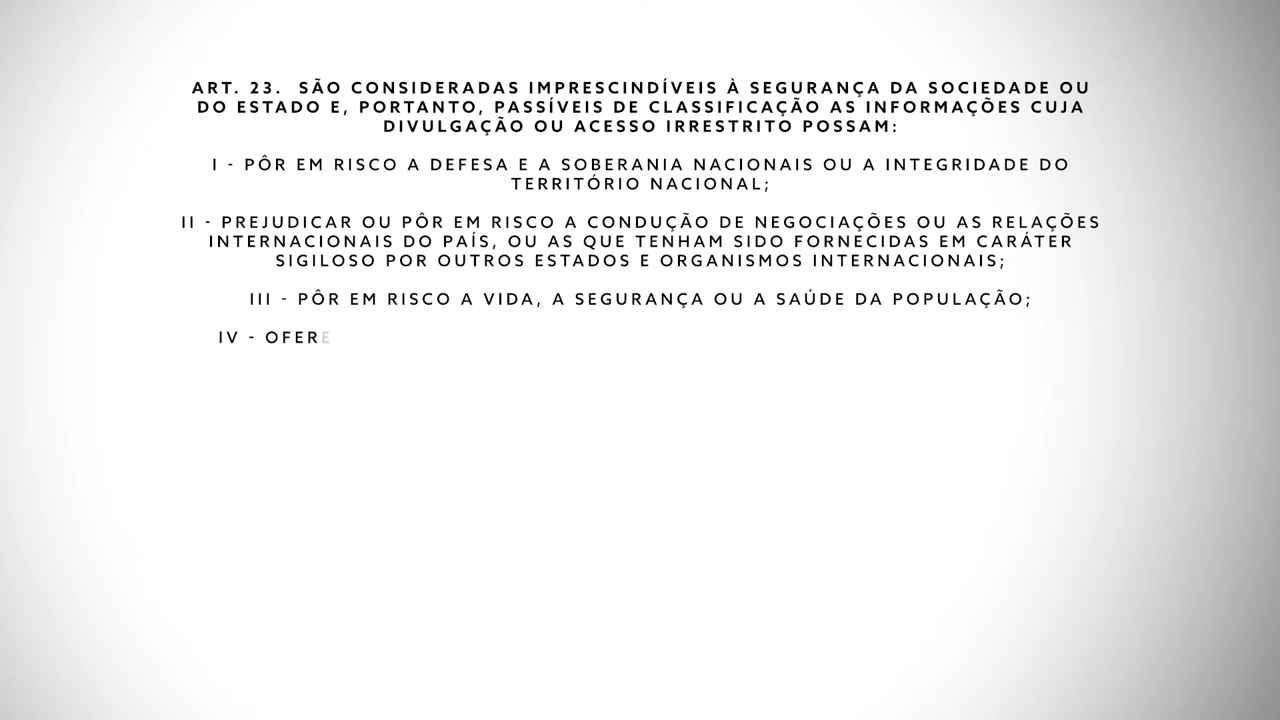 ART. 23. SÃO CONSIDERADAS IMPRESCINDÍVEIS À SEGURANÇA DA SOCIEDADE OU
DO ESTADO E, PORTANTO, PASSÍVEIS DE CLASSIFICAÇÃO AS INFORMAÇÕES CUJA
DIVULGAÇÃO OU ACESSO IRRESTRITO POSSAM:
I - PÔR EM RISCO A DEFESA E A SOBERANIA NACIONAIS OU A INTEGRIDADE DO
TERRITÓRIO NACIONAL;
II - PREJUDICAR OU PÔR EM RISCO A CONDUÇÃO DE NEGOCIAÇÕES OU AS RELAÇÕES
INTERNACIONAIS DO PAÍS, OU AS QUE TENHAM SIDO FORNECIDAS EM CARÁTER
SIGILOSO POR OUTROS ESTADOS E ORGANISMOS INTERNACIONAIS;
III - PÔR EM RISCO A VIDA, A SEGURANÇA OU A SAÚDE DA POPULAÇÃO;
IV - OFERE